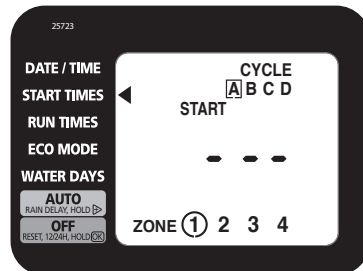 25723
DATE / TIME
START TIMES
RUN TIMES
ECO MODE
WATER DAYS
AUTO
RAIN DELAY, HOLD
OFF
RESET, 12/24H, HOLD OK
CYCLE
A B C D
START
- - -
ZONE 1 2 3 4